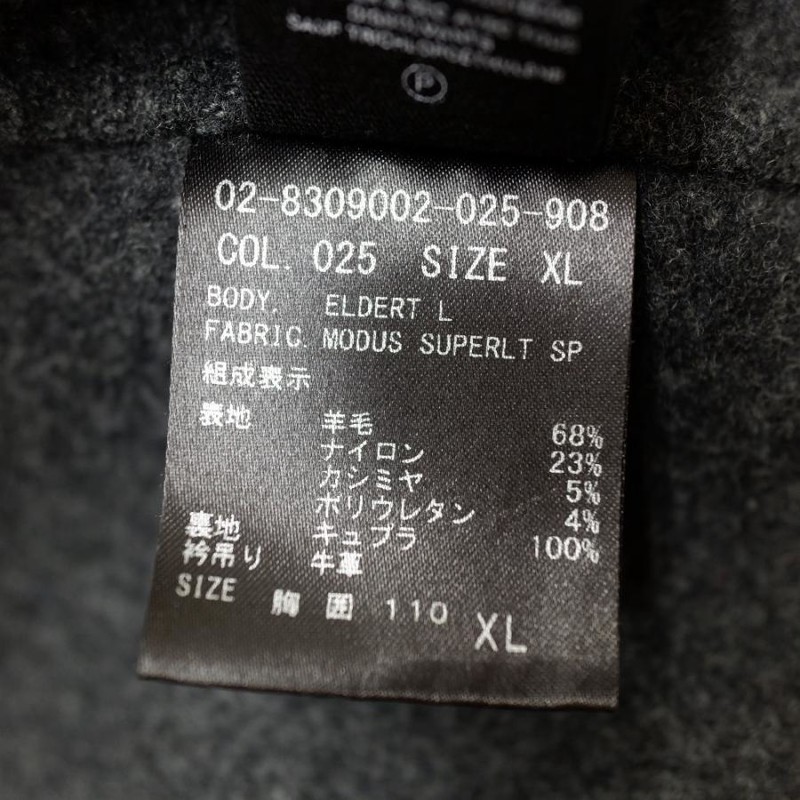 SAUF TRICHLORETHYLENE
P
02-8309002-025-908
COL. 025 SIZE XL
BODY. ELDERT L
FABRIC. MODUS SUPERLT SP
組成表示
表地 羊毛 68%
ナイロン 23%
カシミヤ 5%
ポリウレタン 4%
裏地 キュプラ 100%
衿吊り 牛革
SIZE 胸囲 110 XL